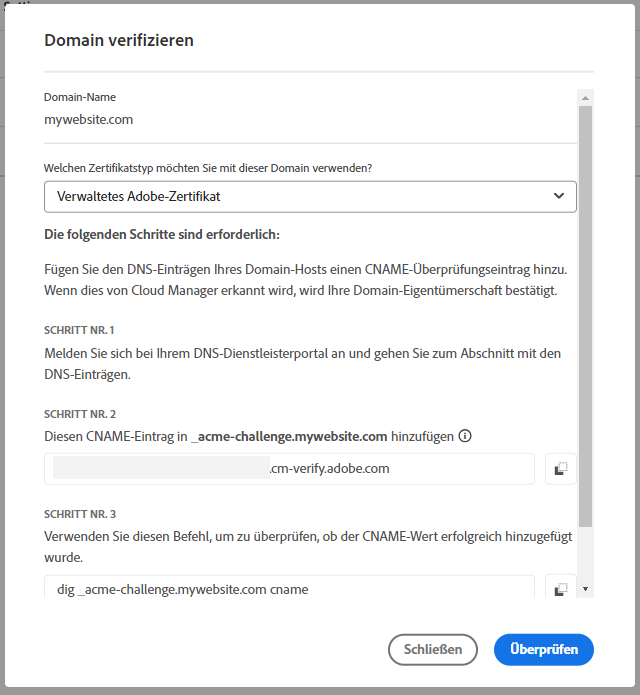 Domain verifizieren
Domain-Name
mywebsite.com
Welchen Zertifikatstyp möchten Sie mit dieser Domain verwenden?
Verwaltetes Adobe-Zertifikat
Die folgenden Schritte sind erforderlich:
Fügen Sie den DNS-Einträgen Ihres Domain-Hosts einen CNAME-Überprüfungseintrag hinzu.
Wenn dies von Cloud Manager erkannt wird, wird Ihre Domain-Eigentümerschaft bestätigt.
SCHRITT NR. 1
Melden Sie sich bei Ihrem DNS-Dienstleisterportal an und gehen Sie zum Abschnitt mit den
DNS-Einträgen.
SCHRITT NR. 2
Diesen CNAME-Eintrag in _acme-challenge.mywebsite.com hinzufügen
.cm-verify.adobe.com
SCHRITT NR. 3
Verwenden Sie diesen Befehl, um zu überprüfen, ob der CNAME-Wert erfolgreich hinzugefügt
wurde.
dig _acme-challenge.mywebsite.com cname
Schließen
Überprüfen